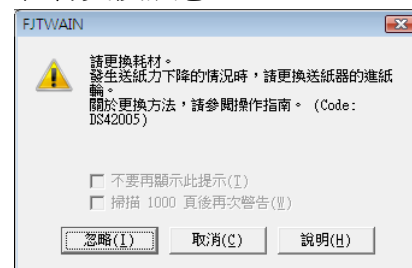 FJTWAIN
請更換耗材。
發生送紙力下降的情況時，請更換送紙器的進紙
輪。
關於更換方法，請參閱操作指南。 (Code:
DS42005)
不要再顯示此提示(T)
掃描 1000 頁後再次警告(W)
忽略(I)
取消(C)
說明(H)